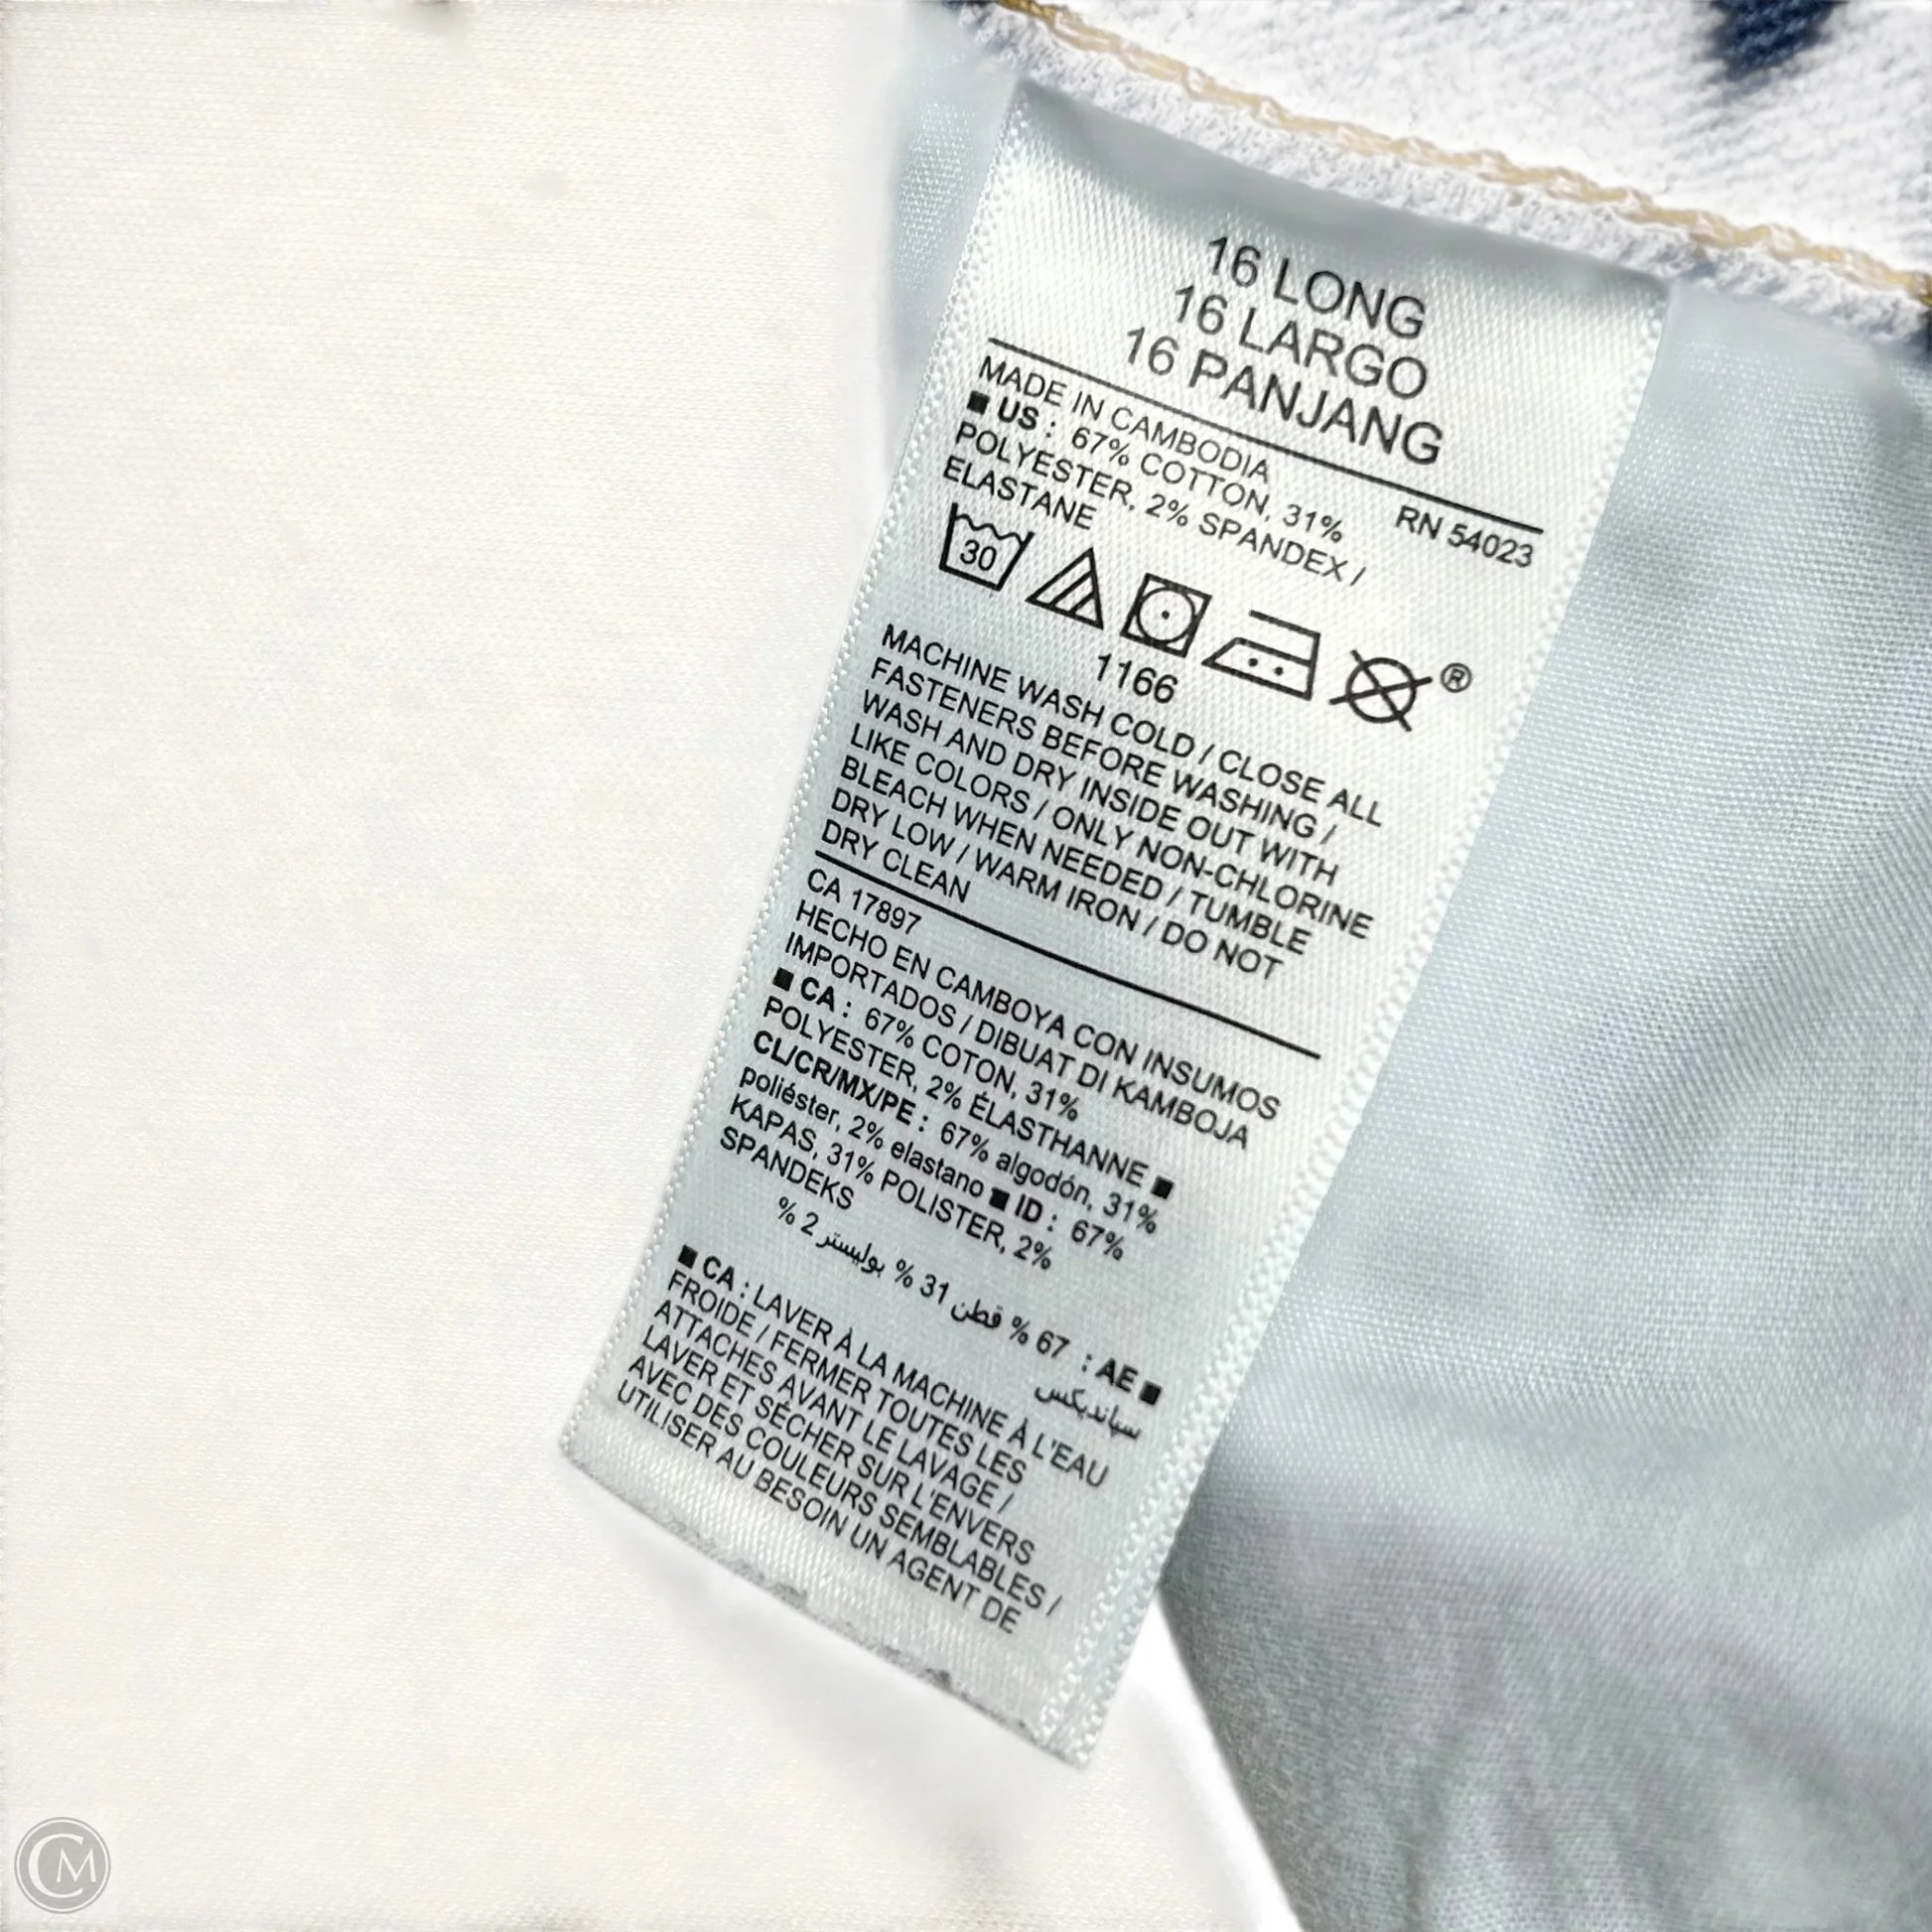 16 LONG
16 LARGO
16 PANJANG
MADE IN CAMBODIA
RN 54023
■ US : 67% COTTON, 31%
POLYESTER, 2% SPANDEX /
ELASTANE
30
®
1166
MACHINE WASH COLD / CLOSE ALL
FASTENERS BEFORE WASHING /
WASH AND DRY INSIDE OUT WITH
LIKE COLORS / ONLY NON-CHLORINE
BLEACH WHEN NEEDED / TUMBLE
DRY LOW / WARM IRON / DO NOT
DRY CLEAN
CA 17897
HECHO EN CAMBOYA CON INSUMOS
IMPORTADOS / DIBUAT DI KAMBOJA
■ CA : 67% COTON, 31%
POLYESTER, 2% ÉLASTHANNE ■
CL/CR/MX/PE : 67% algodón, 31%
poliéster, 2% elastano ■ ID : 67%
KAPAS, 31% POLISTER, 2%
SPANDEKS
■ AE : 67 % قطن 31 % بوليستر 2 %
سباندیکس
■ CA : LAVER À LA MACHINE À L'EAU
FROIDE / FERMER TOUTES LES
ATTACHES AVANT LE LAVAGE /
LAVER ET SÉCHER SUR L'ENVERS
AVEC DES COULEURS SEMBLABLES /
UTILISER AU BESOIN UN AGENT DE
CM